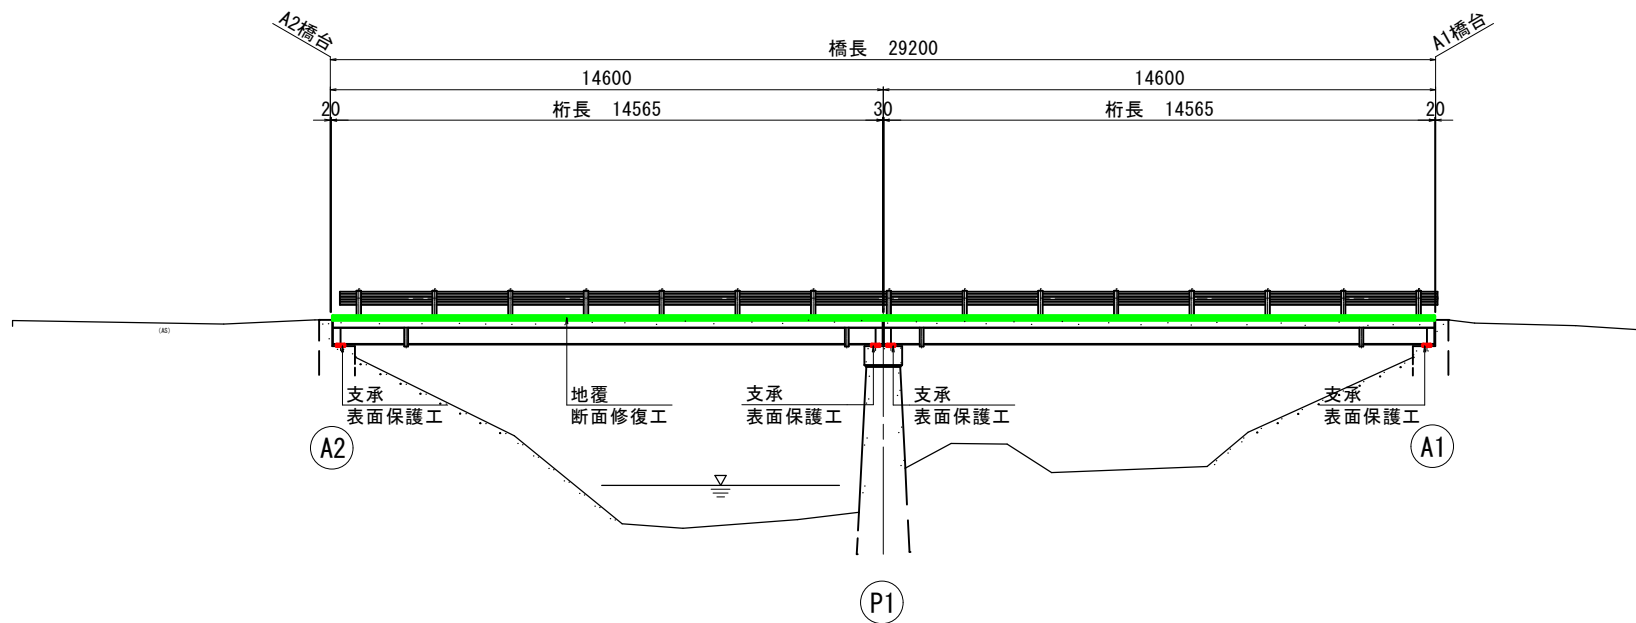 A2橋台
A1橋台
橋長 29200
14600
14600
20
桁長 14565
30
桁長 14565
20
(AS)
支承
表面保護工
地覆
断面修復工
支承
表面保護工
支承
表面保護工
支承
表面保護工
A2
A1
P1